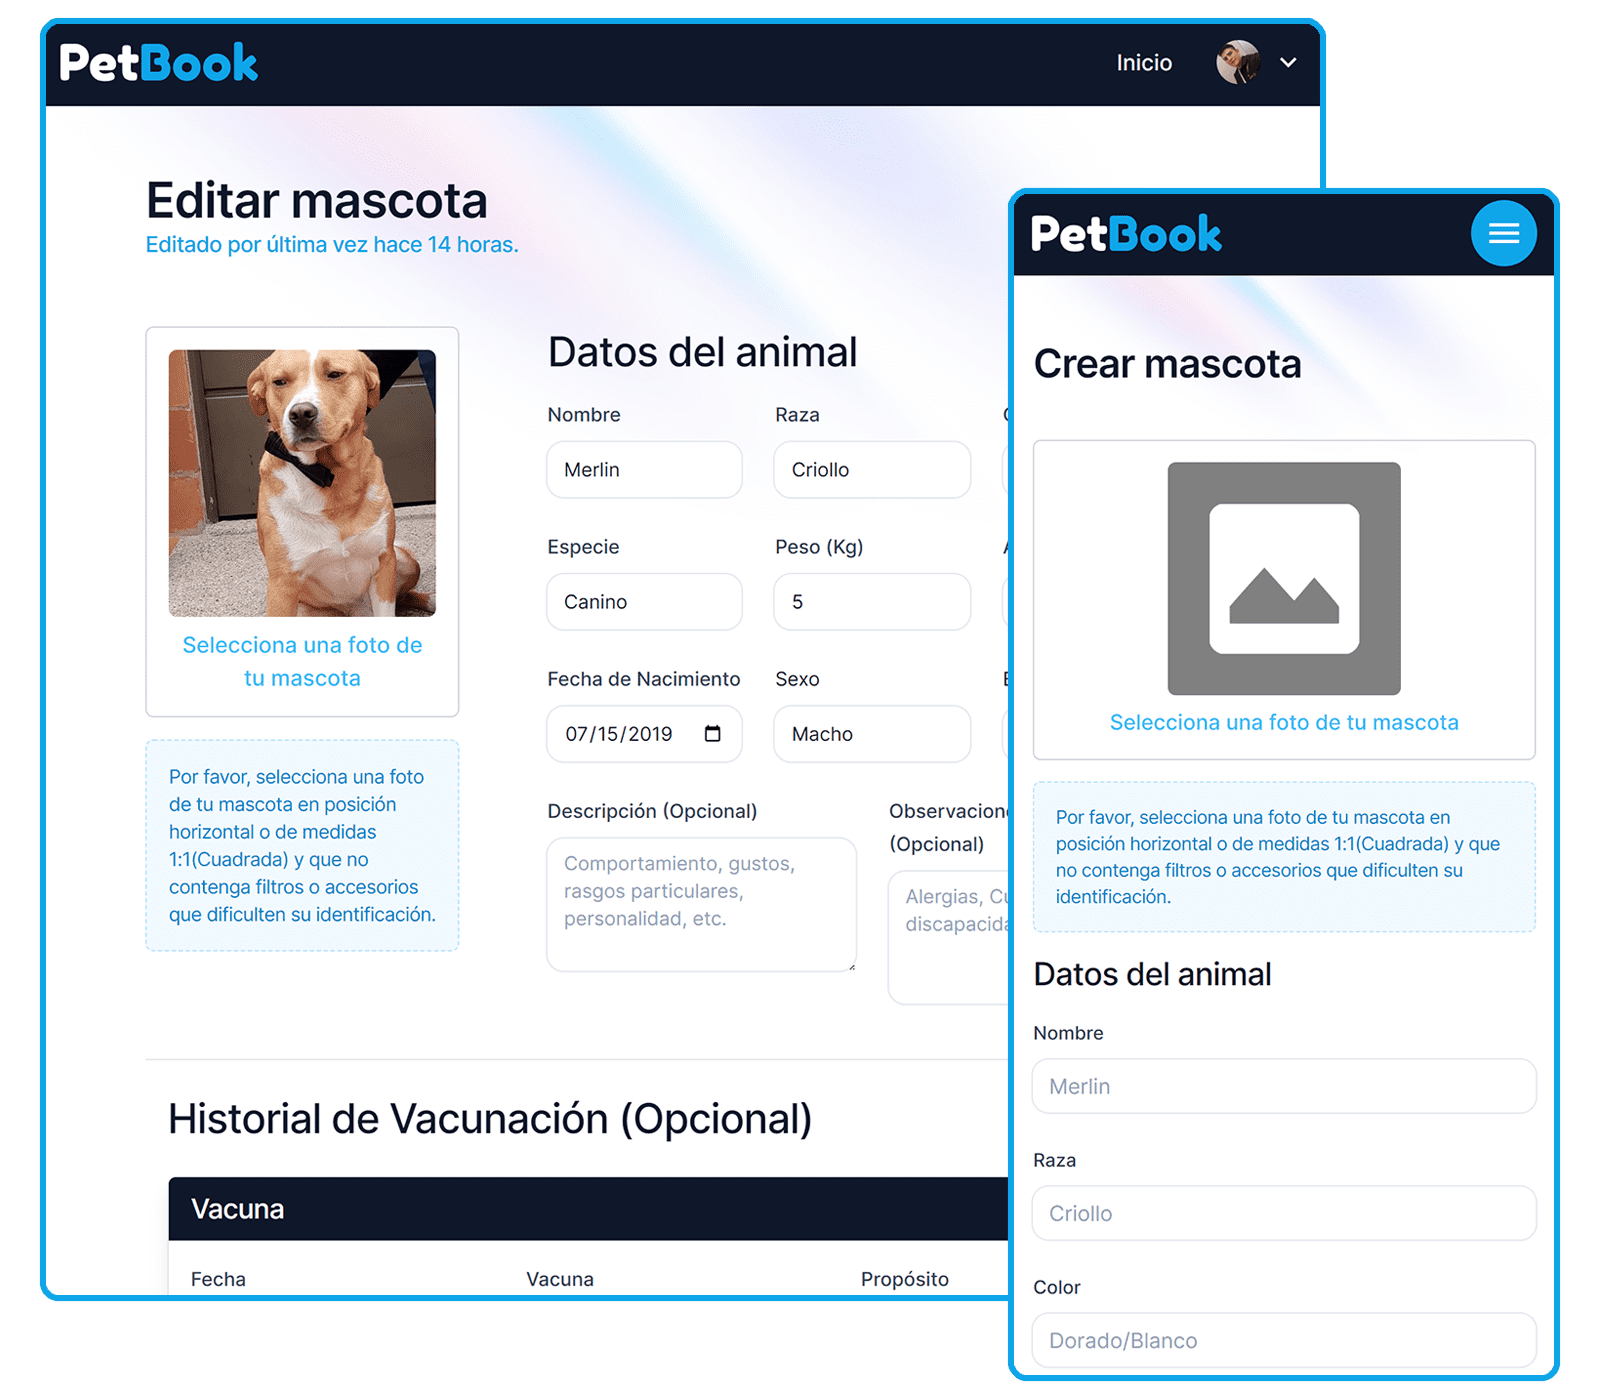 PetBook
Inicio
Editar mascota
Editado por última vez hace 14 horas.
Selecciona una foto de
tu mascota
Por favor, selecciona una foto
de tu mascota en posición
horizontal o de medidas
1:1(Cuadrada) y que no
contenga filtros o accesorios
que dificulten su identificación.
Datos del animal
Nombre
Raza
Merlin
Criollo
Especie
Peso (Kg)
Canino
5
Fecha de Nacimiento
Sexo
07/15/2019
Macho
Descripción (Opcional)
Comportamiento, gustos,
rasgos particulares,
personalidad, etc.
(Opcional)
Alergias,
Historial de Vacunación (Opcional)
Vacuna
Fecha
Vacuna
Propósito
PetBook
Crear mascota
Selecciona una foto de tu mascota
Por favor, selecciona una foto de tu mascota en
posición horizontal o de medidas 1:1(Cuadrada) y que
no contenga filtros o accesorios que dificulten su
identificación.
Datos del animal
Nombre
Merlin
Raza
Criollo
Color
Dorado/Blanco